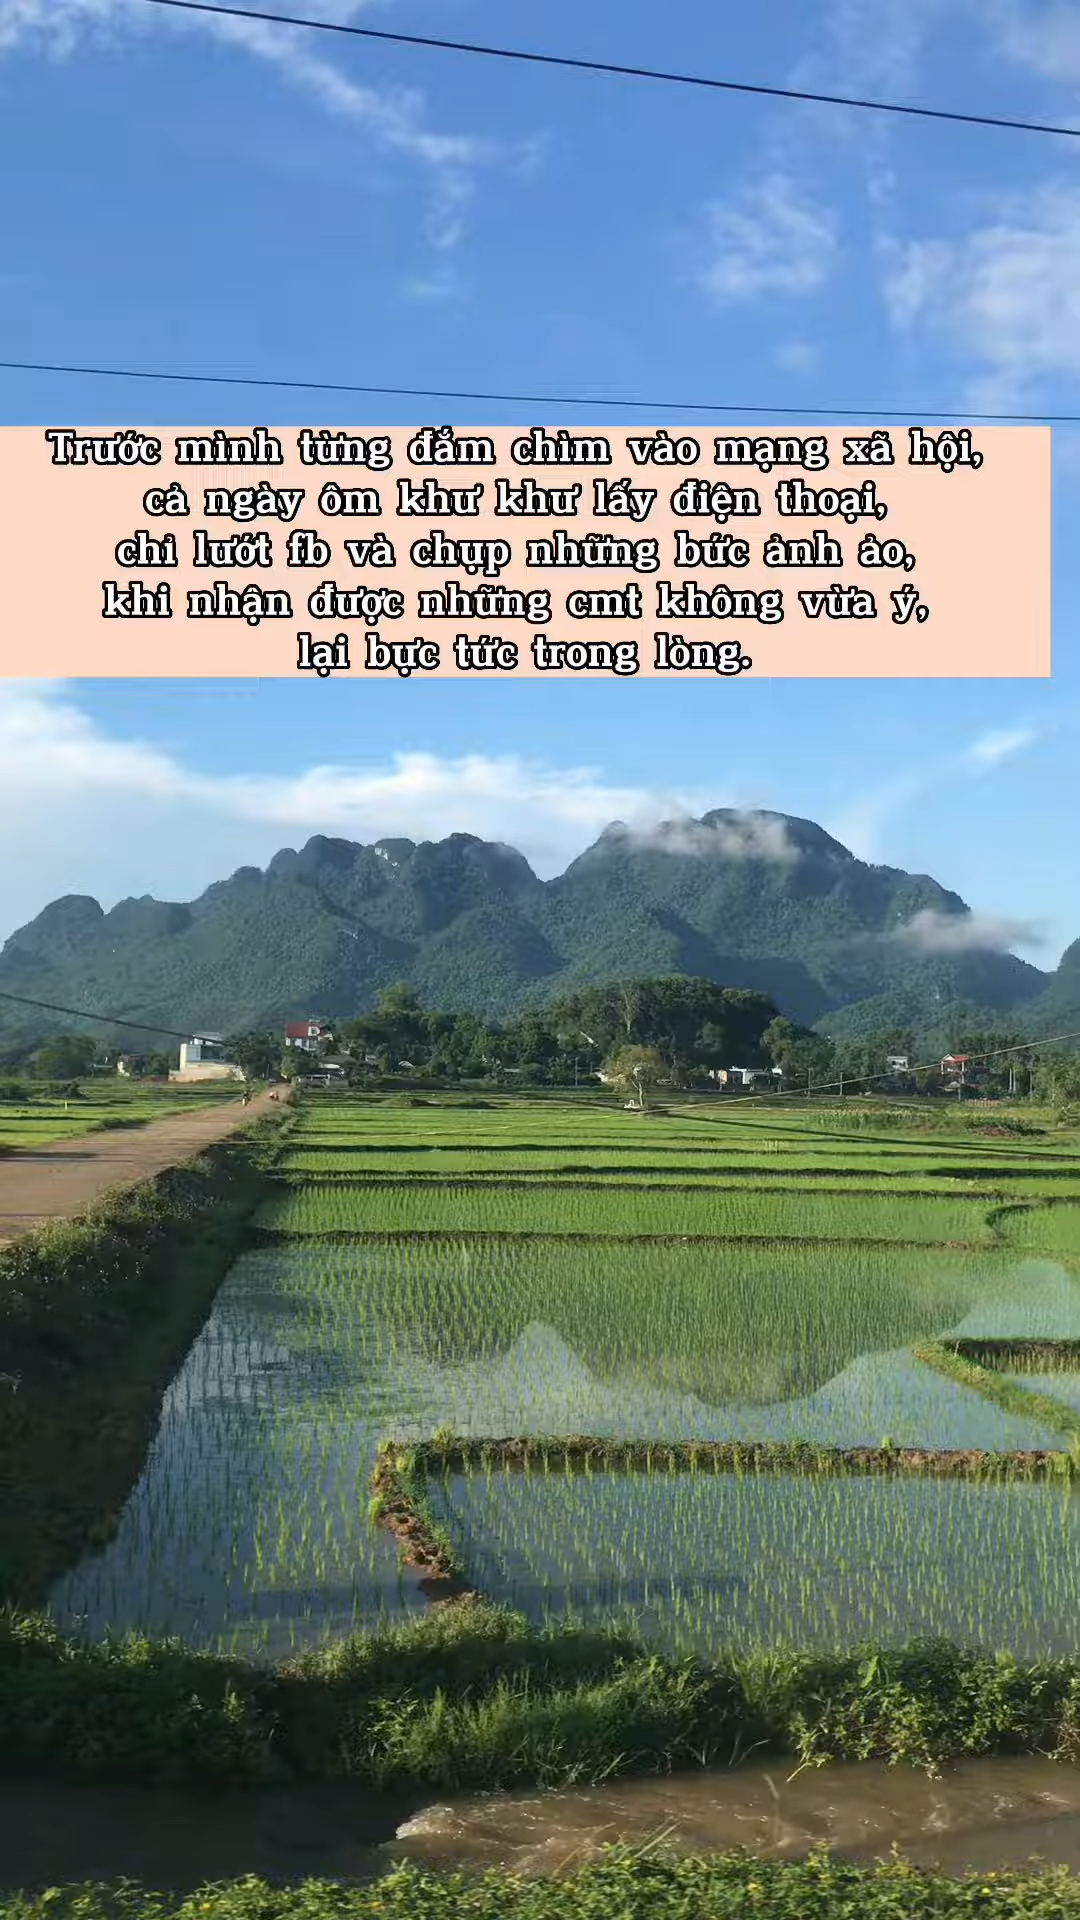 Trước mình từng đắm chìm vào mạng xã hội,
cả ngày ôm khư khư lấy điện thoại,
chỉ lướt fb và chụp những bức ảnh ảo,
khi nhận được những cmt không vừa ý,
lại bực tức trong lòng.